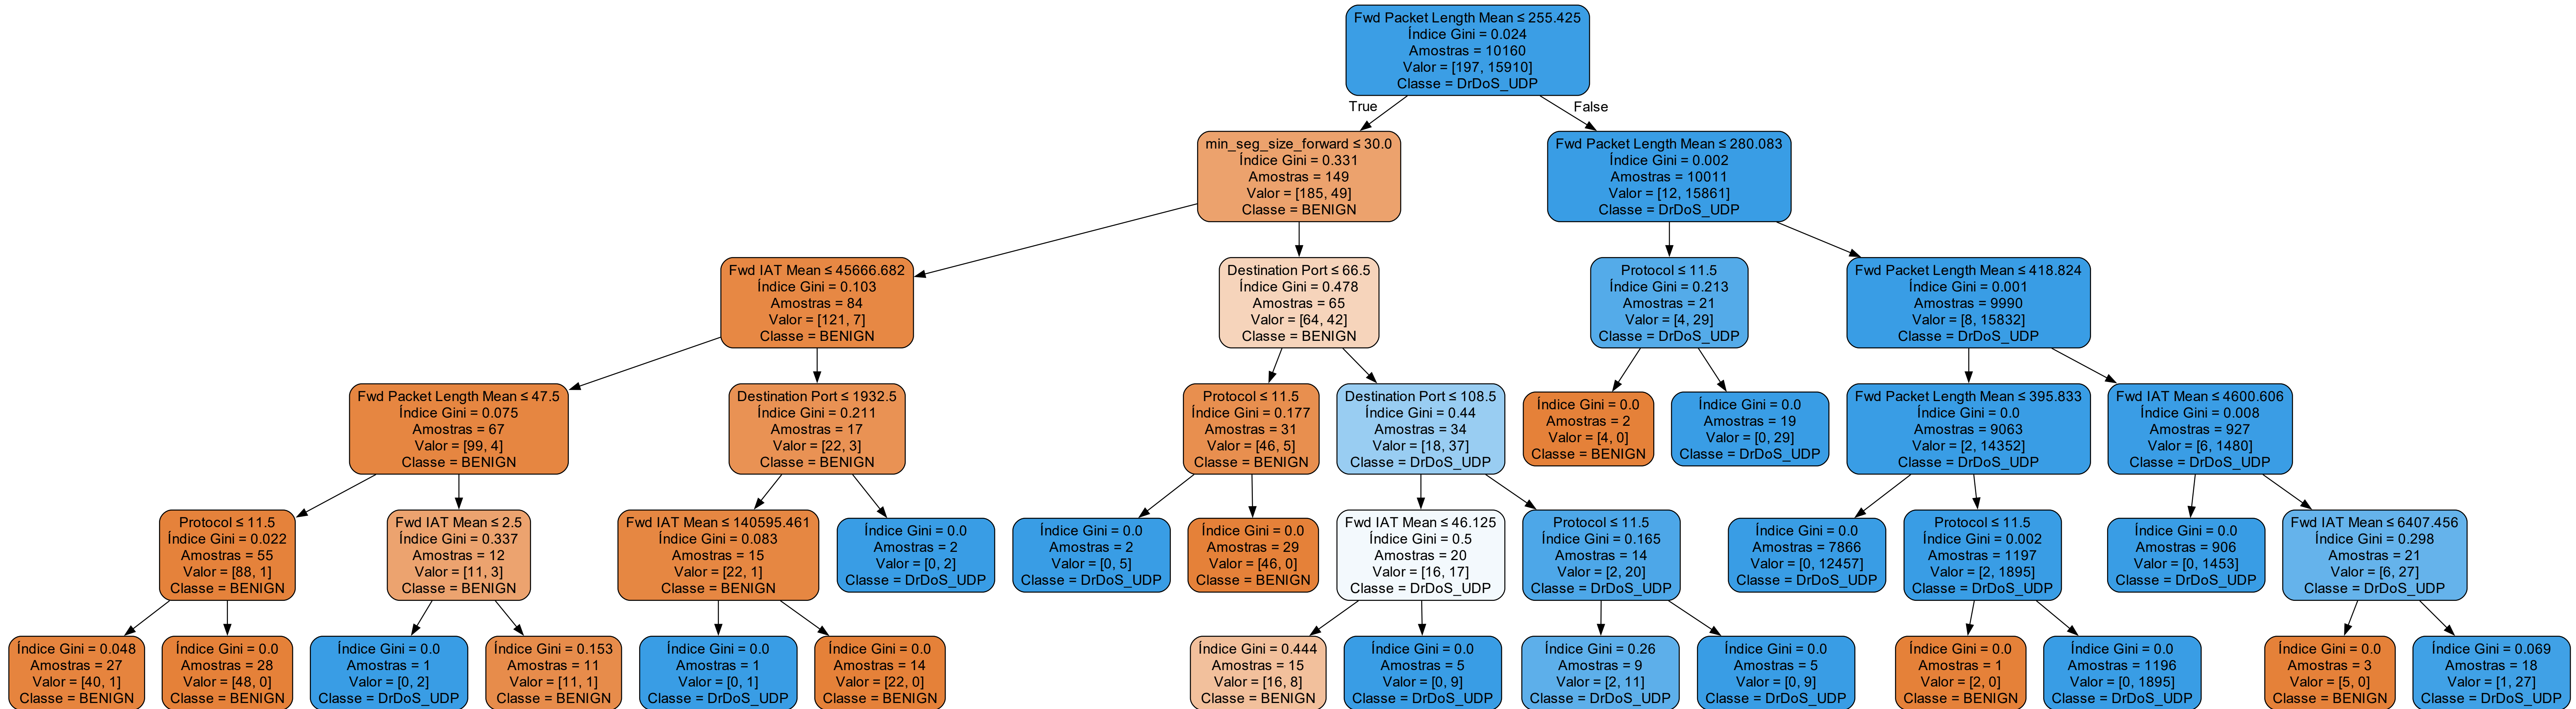 Fwd Packet Length Mean ≤ 255.425
Índice Gini = 0.024
Amostras = 10160
Valor = [197, 15910]
Classe = DrDoS_UDP
True
False
min_seg_size_forward ≤ 30.0
Índice Gini = 0.331
Amostras = 149
Valor = [185, 49]
Classe = BENIGN
Fwd Packet Length Mean ≤ 280.083
Índice Gini = 0.002
Amostras = 10011
Valor = [12, 15861]
Classe = DrDoS_UDP
Fwd IAT Mean ≤ 45666.682
Índice Gini = 0.103
Amostras = 84
Valor = [121, 7]
Classe = BENIGN
Destination Port ≤ 66.5
Índice Gini = 0.478
Amostras = 65
Valor = [64, 42]
Classe = BENIGN
Protocol ≤ 11.5
Índice Gini = 0.213
Amostras = 21
Valor = [4, 29]
Classe = DrDoS_UDP
Fwd Packet Length Mean ≤ 418.824
Índice Gini = 0.001
Amostras = 9990
Valor = [8, 15832]
Classe = DrDoS_UDP
Fwd Packet Length Mean ≤ 47.5
Índice Gini = 0.075
Amostras = 67
Valor = [99, 4]
Classe = BENIGN
Destination Port ≤ 1932.5
Índice Gini = 0.211
Amostras = 17
Valor = [22, 3]
Classe = BENIGN
Protocol ≤ 11.5
Índice Gini = 0.177
Amostras = 31
Valor = [46, 5]
Classe = BENIGN
Destination Port ≤ 108.5
Índice Gini = 0.44
Amostras = 34
Valor = [18, 37]
Classe = DrDoS_UDP
Índice Gini = 0.0
Amostras = 2
Valor = [4, 0]
Classe = BENIGN
Índice Gini = 0.0
Amostras = 19
Valor = [0, 29]
Classe = DrDoS_UDP
Fwd Packet Length Mean ≤ 395.833
Índice Gini = 0.0
Amostras = 9063
Valor = [2, 14352]
Classe = DrDoS_UDP
Fwd IAT Mean ≤ 4600.606
Índice Gini = 0.008
Amostras = 927
Valor = [6, 1480]
Classe = DrDoS_UDP
Protocol ≤ 11.5
Índice Gini = 0.022
Amostras = 55
Valor = [88, 1]
Classe = BENIGN
Fwd IAT Mean ≤ 2.5
Índice Gini = 0.337
Amostras = 12
Valor = [11, 3]
Classe = BENIGN
Fwd IAT Mean ≤ 140595.461
Índice Gini = 0.083
Amostras = 15
Valor = [22, 1]
Classe = BENIGN
Índice Gini = 0.0
Amostras = 2
Valor = [0, 2]
Classe = DrDoS_UDP
Índice Gini = 0.0
Amostras = 2
Valor = [0, 5]
Classe = DrDoS_UDP
Índice Gini = 0.0
Amostras = 29
Valor = [46, 0]
Classe = BENIGN
Fwd IAT Mean ≤ 46.125
Índice Gini = 0.5
Amostras = 20
Valor = [16, 17]
Classe = DrDoS_UDP
Protocol ≤ 11.5
Índice Gini = 0.165
Amostras = 14
Valor = [2, 20]
Classe = DrDoS_UDP
Índice Gini = 0.0
Amostras = 7866
Valor = [0, 12457]
Classe = DrDoS_UDP
Protocol ≤ 11.5
Índice Gini = 0.002
Amostras = 1197
Valor = [2, 1895]
Classe = DrDoS_UDP
Índice Gini = 0.0
Amostras = 906
Valor = [0, 1453]
Classe = DrDoS_UDP
Fwd IAT Mean ≤ 6407.456
Índice Gini = 0.298
Amostras = 21
Valor = [6, 27]
Classe = DrDoS_UDP
Índice Gini = 0.048
Amostras = 27
Valor = [40, 1]
Classe = BENIGN
Índice Gini = 0.0
Amostras = 28
Valor = [48, 0]
Classe = BENIGN
Índice Gini = 0.0
Amostras = 1
Valor = [0, 2]
Classe = DrDoS_UDP
Índice Gini = 0.153
Amostras = 11
Valor = [11, 1]
Classe = BENIGN
Índice Gini = 0.0
Amostras = 1
Valor = [0, 1]
Classe = DrDoS_UDP
Índice Gini = 0.0
Amostras = 14
Valor = [22, 0]
Classe = BENIGN
Índice Gini = 0.444
Amostras = 15
Valor = [16, 8]
Classe = BENIGN
Índice Gini = 0.0
Amostras = 5
Valor = [0, 9]
Classe = DrDoS_UDP
Índice Gini = 0.26
Amostras = 9
Valor = [2, 11]
Classe = DrDoS_UDP
Índice Gini = 0.0
Amostras = 5
Valor = [0, 9]
Classe = DrDoS_UDP
Índice Gini = 0.0
Amostras = 1
Valor = [2, 0]
Classe = BENIGN
Índice Gini = 0.0
Amostras = 1196
Valor = [0, 1895]
Classe = DrDoS_UDP
Índice Gini = 0.0
Amostras = 3
Valor = [5, 0]
Classe = BENIGN
Índice Gini = 0.069
Amostras = 18
Valor = [1, 27]
Classe = DrDoS_UDP